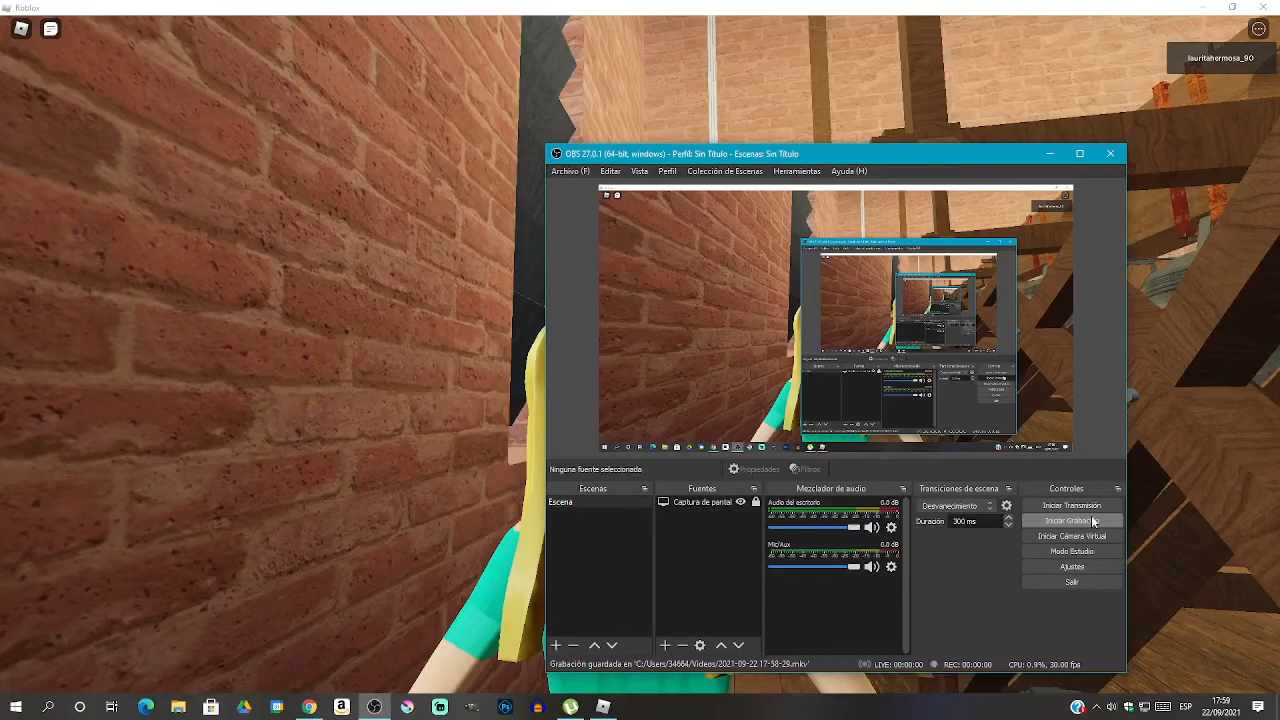 Roblox
lauritahermosa_90
OBS 27.0.1 (64-bit, windows) - Perfil: Sin Título - Escenas: Sin Título
Archivo (F) Editar Vista Perfil Colección de Escenas Herramientas Ayuda (H)
Ninguna fuente seleccionada Propiedades Filtros
Escenas Fuentes Mezclador de audio Transiciones de escena Controles
Escena
Captura de pantal
Audio del escritorio 0.0 dB
Mic/Aux 0.0 dB
Desvanecimiento
Duración 300 ms
Iniciar Transmisión
Iniciar Grabació
Iniciar Cámara Virtual
Modo Estudio
Ajustes
Salir
Grabación guardada en 'C:/Users/34664/Videos/2021-09-22 17-58-29.mkv' LIVE: 00:00:00 REC: 00:00:00 CPU: 0.9%, 30.00 fps
ESP
17:59
22/09/2021